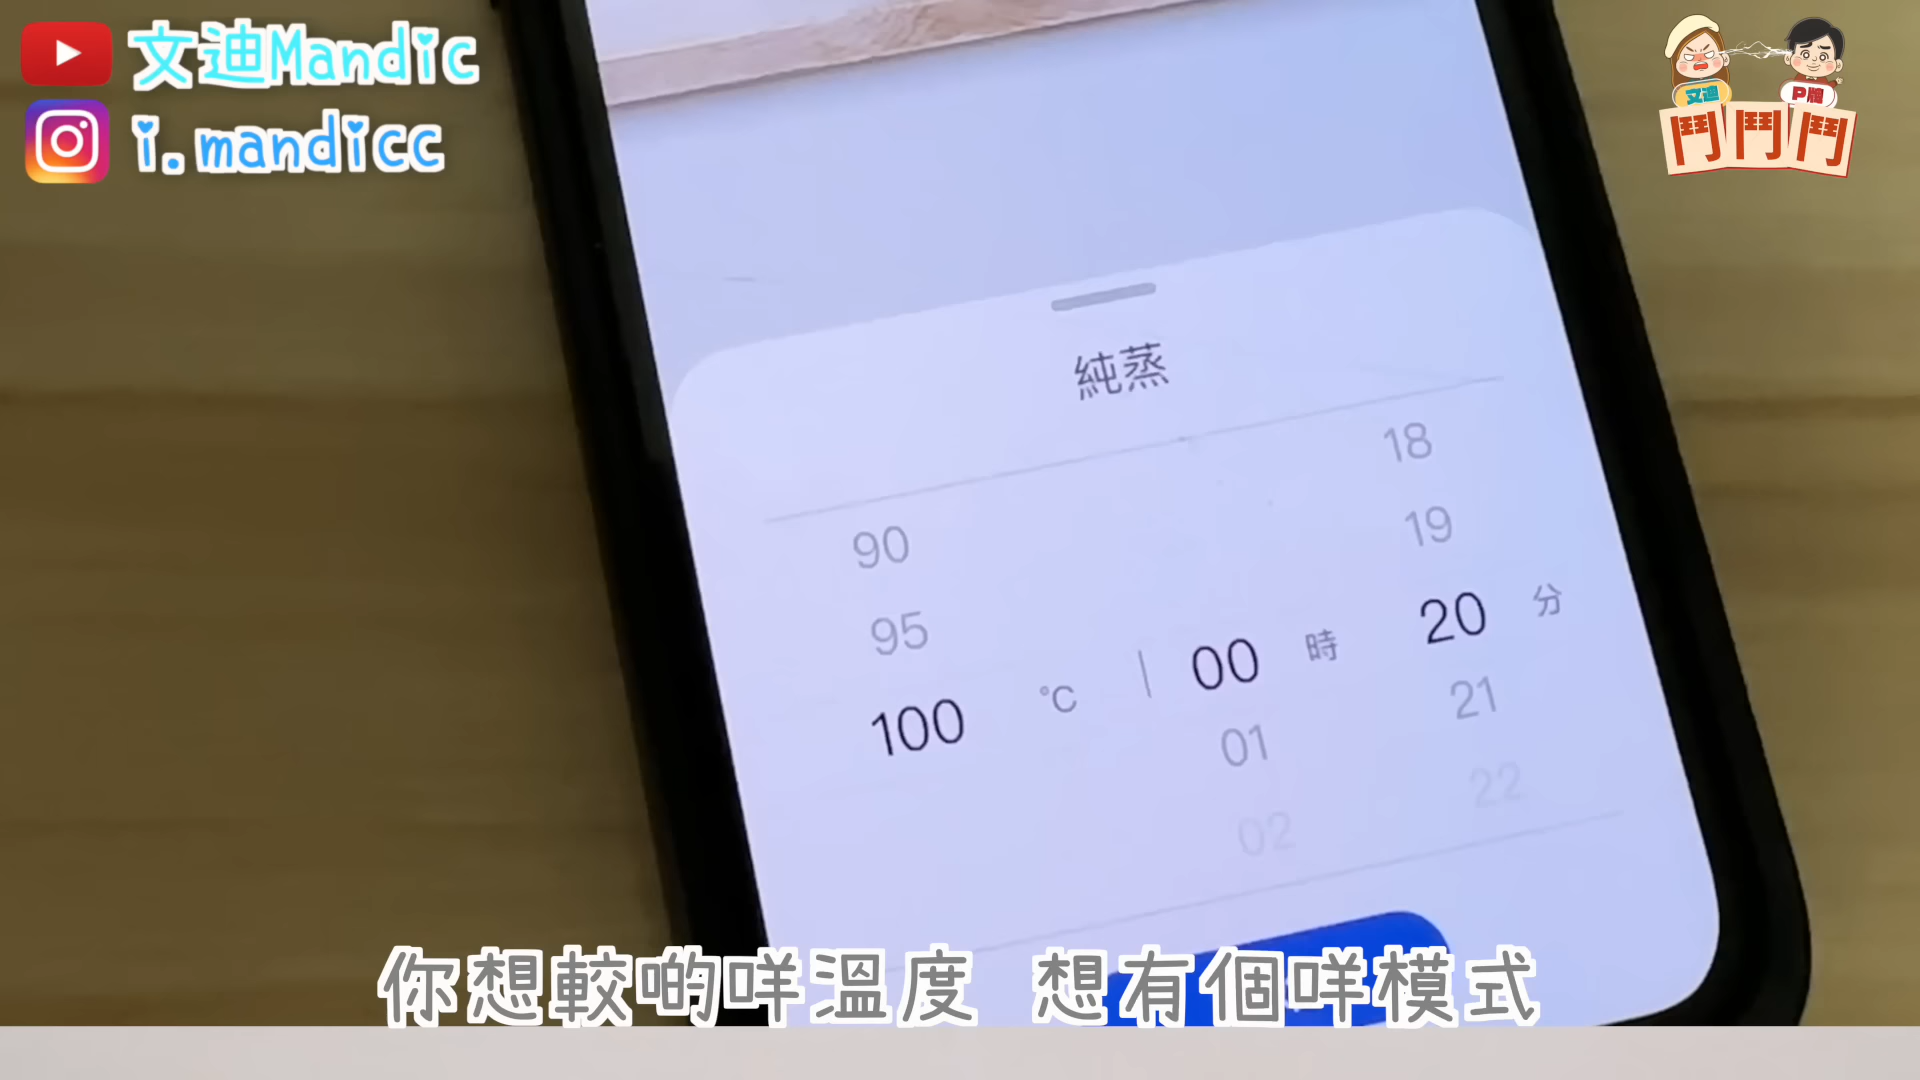 文迪Mandic
i.mandicc
文迪
P牌
鬥鬥鬥
純蒸
18
90
19
95
20 分
100 °C | 00 時
21
01
22
02
你想較啲咩溫度 想有個咩模式